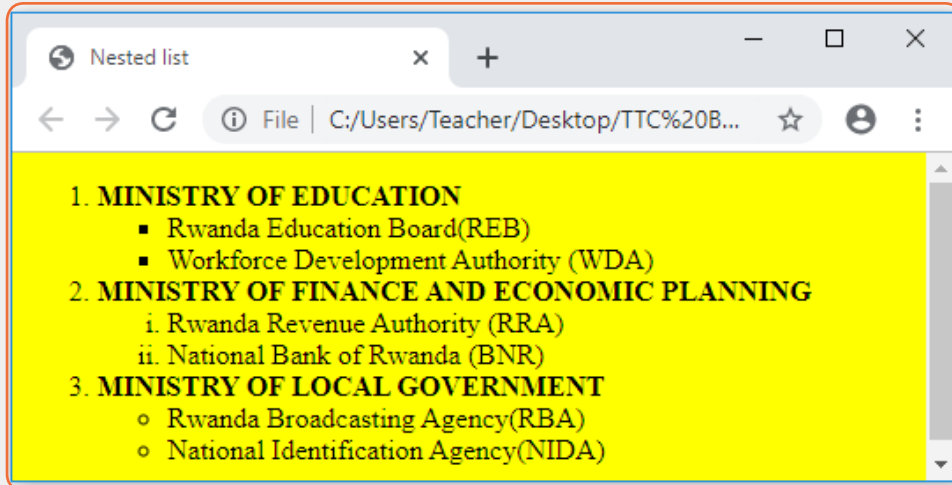 Nested list
File | C:/Users/Teacher/Desktop/TTC%20B...
1. MINISTRY OF EDUCATION
▪ Rwanda Education Board(REB)
▪ Workforce Development Authority (WDA)
2. MINISTRY OF FINANCE AND ECONOMIC PLANNING
i. Rwanda Revenue Authority (RRA)
ii. National Bank of Rwanda (BNR)
3. MINISTRY OF LOCAL GOVERNMENT
◦ Rwanda Broadcasting Agency(RBA)
◦ National Identification Agency(NIDA)